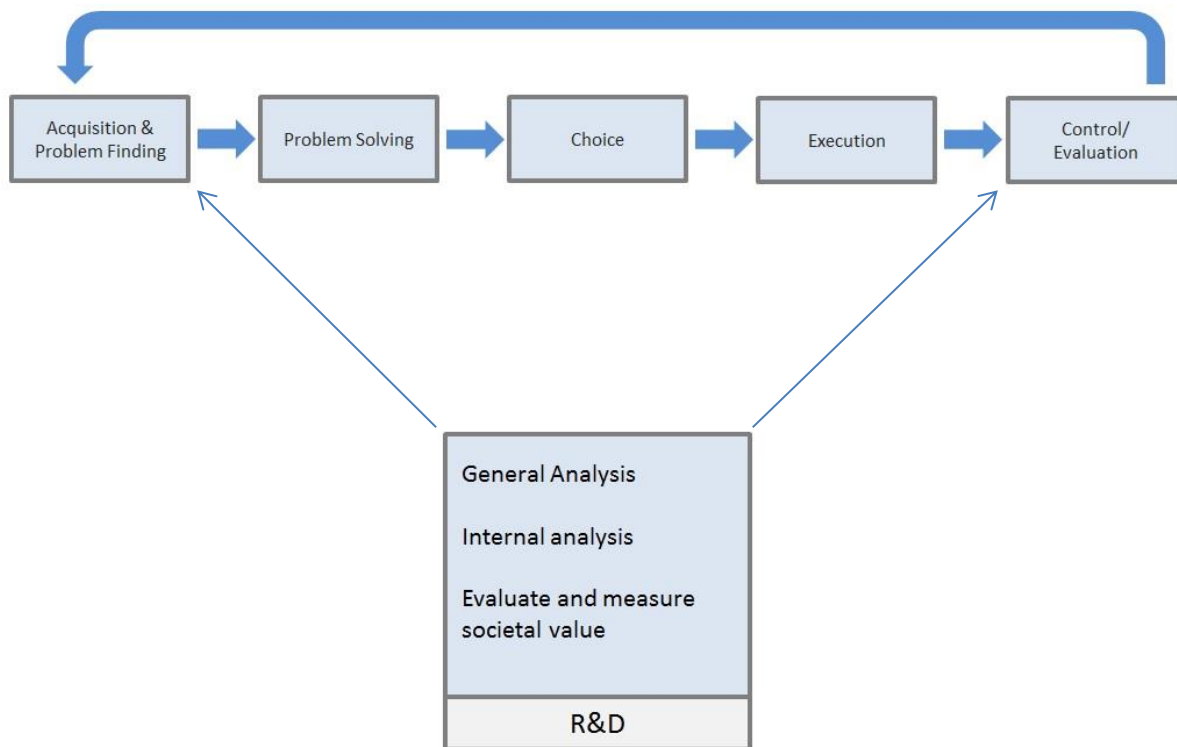 Acquisition &
Problem Finding
Problem Solving
Choice
Execution
Control/
Evaluation
General Analysis
Internal analysis
Evaluate and measure
societal value
R&D